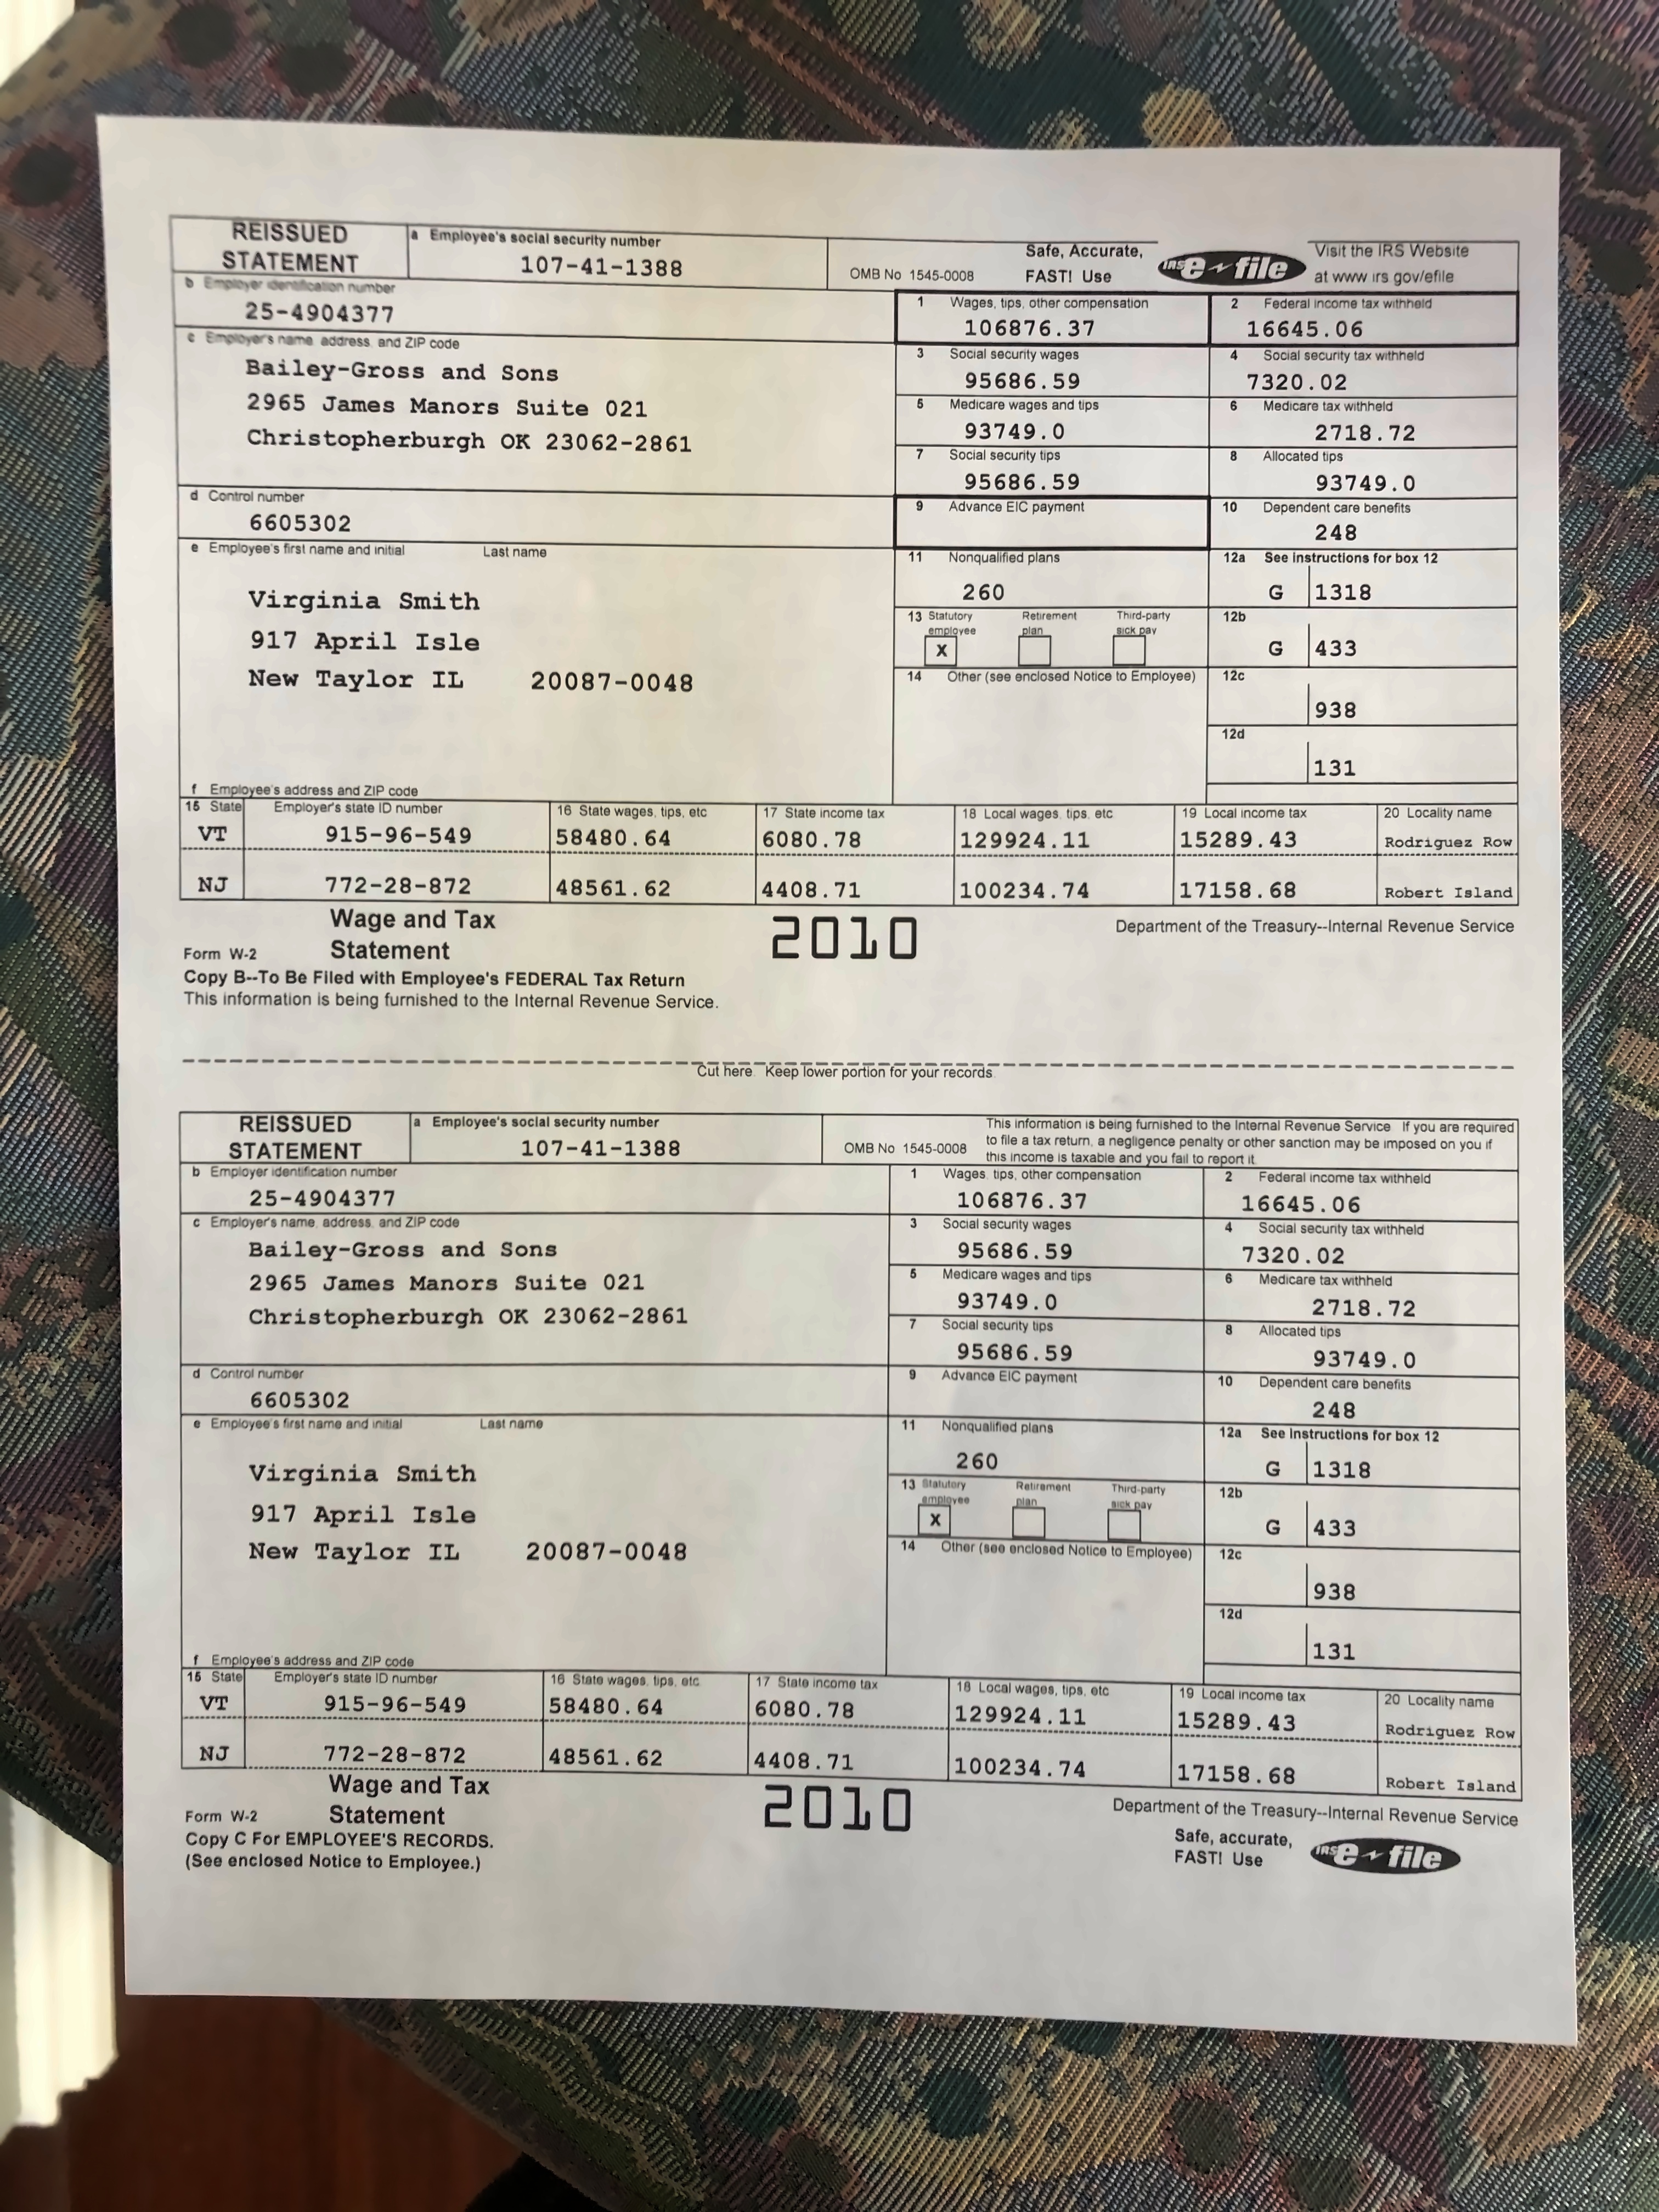 REISSUED
STATEMENT
a Employee's social security number
107-41-1388
OMB No 1545-0008
Safe, Accurate,
FAST! Use
IRS e-file
Visit the IRS Website
at www irs gov/efile
b Employer identification number
25-4904377
1 Wages, tips, other compensation
106876.37
2 Federal income tax withheld
16645.06
c Employer's name, address, and ZIP code
Bailey-Gross and Sons
2965 James Manors Suite 021
Christopherburgh OK 23062-2861
3 Social security wages
95686.59
4 Social security tax withheld
7320.02
5 Medicare wages and tips
93749.0
6 Medicare tax withheld
2718.72
7 Social security tips
95686.59
8 Allocated tips
93749.0
d Control number
6605302
9 Advance EIC payment
10 Dependent care benefits
248
e Employee's first name and initial Last name
Virginia Smith
917 April Isle
New Taylor IL 20087-0048
11 Nonqualified plans
260
12a See instructions for box 12
G 1318
13 Statutory employee
X
Retirement plan
Third-party sick pay
12b
G 433
14 Other (see enclosed Notice to Employee)
12c
938
12d
131
f Employee's address and ZIP code
15 State Employer's state ID number 16 State wages, tips, etc 17 State income tax 18 Local wages, tips, etc 19 Local income tax 20 Locality name
VT 915-96-549 58480.64 6080.78 129924.11 15289.43 Rodriguez Row
NJ 772-28-872 48561.62 4408.71 100234.74 17158.68 Robert Island
Form W-2
Wage and Tax
Statement
2010
Department of the Treasury--Internal Revenue Service
Copy B--To Be Filed with Employee's FEDERAL Tax Return
This information is being furnished to the Internal Revenue Service.
Cut here. Keep lower portion for your records.
REISSUED
STATEMENT
a Employee's social security number
107-41-1388
OMB No 1545-0008
This information is being furnished to the Internal Revenue Service If you are required
to file a tax return, a negligence penalty or other sanction may be imposed on you if
this income is taxable and you fail to report it.
b Employer identification number
25-4904377
1 Wages, tips, other compensation
106876.37
2 Federal income tax withheld
16645.06
c Employer's name, address, and ZIP code
Bailey-Gross and Sons
2965 James Manors Suite 021
Christopherburgh OK 23062-2861
3 Social security wages
95686.59
4 Social security tax withheld
7320.02
5 Medicare wages and tips
93749.0
6 Medicare tax withheld
2718.72
7 Social security tips
95686.59
8 Allocated tips
93749.0
d Control number
6605302
9 Advance EIC payment
10 Dependent care benefits
248
e Employee's first name and initial Last name
Virginia Smith
917 April Isle
New Taylor IL 20087-0048
11 Nonqualified plans
260
12a See instructions for box 12
G 1318
13 Statutory employee
X
Retirement plan
Third-party sick pay
12b
G 433
14 Other (see enclosed Notice to Employee)
12c
938
12d
131
f Employee's address and ZIP code
15 State Employer's state ID number 16 State wages, tips, etc 17 State income tax 18 Local wages, tips, etc 19 Local income tax 20 Locality name
VT 915-96-549 58480.64 6080.78 129924.11 15289.43 Rodriguez Row
NJ 772-28-872 48561.62 4408.71 100234.74 17158.68 Robert Island
Form W-2
Wage and Tax
Statement
2010
Department of the Treasury--Internal Revenue Service
Copy C For EMPLOYEE'S RECORDS.
(See enclosed Notice to Employee.)
Safe, accurate,
FAST! Use
IRS e-file